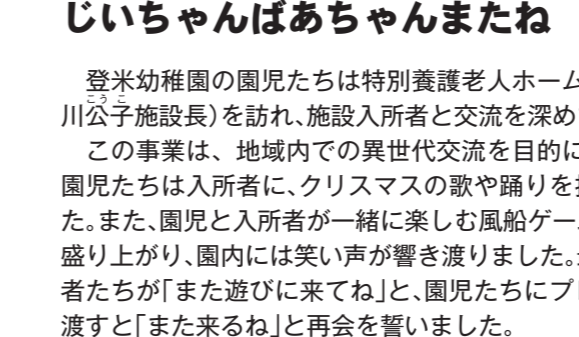 じいちゃんばあちゃんまたね
登米幼稚園の園児たちは特別養護老人ホーム
こう こ
川公子施設長)を訪れ、施設入所者と交流を深め
この事業は、地域内での異世代交流を目的に
園児たちは入所者に、クリスマスの歌や踊りを
た。また、園児と入所者が一緒に楽しむ風船ゲー
盛り上がり、園内には笑い声が響き渡りました。
者たちが「また遊びに来てね」と、園児たちにプ
渡すと「また来るね」と再会を誓いました。